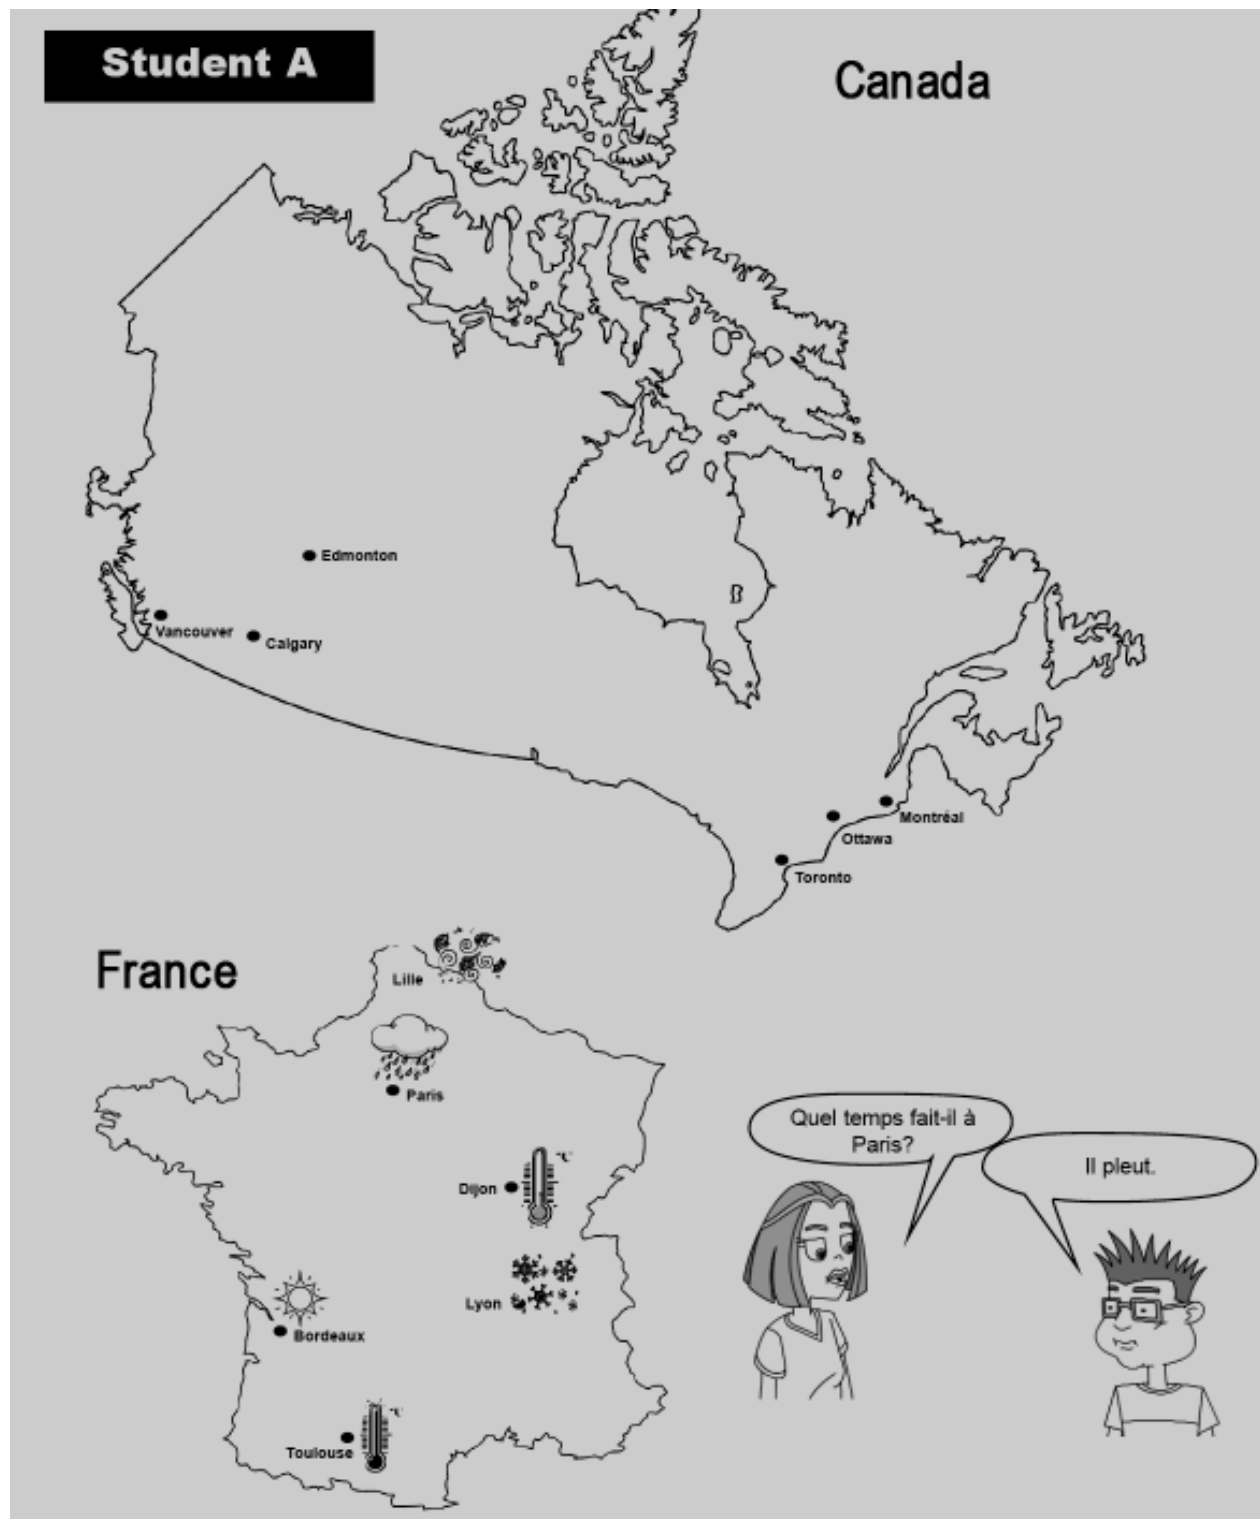 Student A
Canada
Edmonton
Vancouver
Calgary
Montréal
Ottawa
Toronto
France
Lille
Paris
Dijon
°C
Lyon
Bordeaux
Toulouse
°C
Quel temps fait-il à
Paris?
Il pleut.